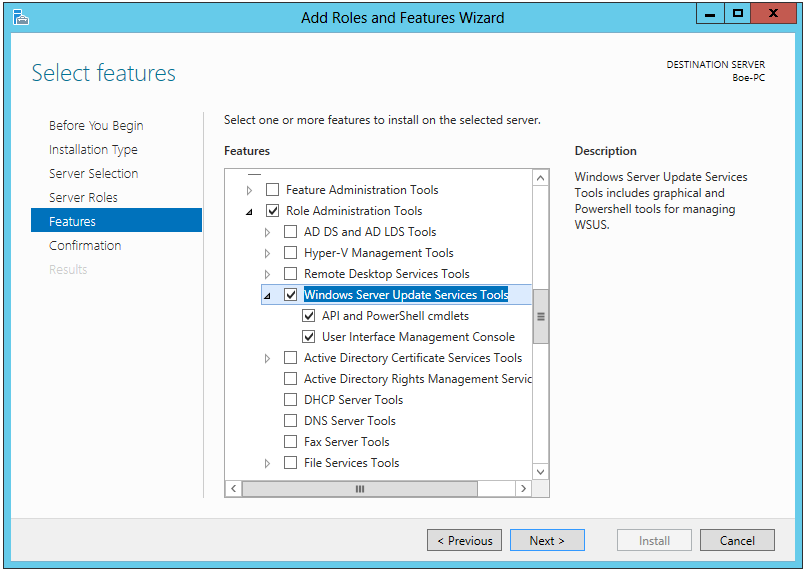 Add Roles and Features Wizard
Select features
DESTINATION SERVER
Boe-PC
Before You Begin
Installation Type
Server Selection
Server Roles
Features
Confirmation
Results
Select one or more features to install on the selected server.
Features
Feature Administration Tools
Role Administration Tools
AD DS and AD LDS Tools
Hyper-V Management Tools
Remote Desktop Services Tools
Windows Server Update Services Tools
API and PowerShell cmdlets
User Interface Management Console
Active Directory Certificate Services Tools
Active Directory Rights Management Servic
DHCP Server Tools
DNS Server Tools
Fax Server Tools
File Services Tools
Description
Windows Server Update Services
Tools includes graphical and
Powershell tools for managing
WSUS.
< Previous
Next >
Install
Cancel